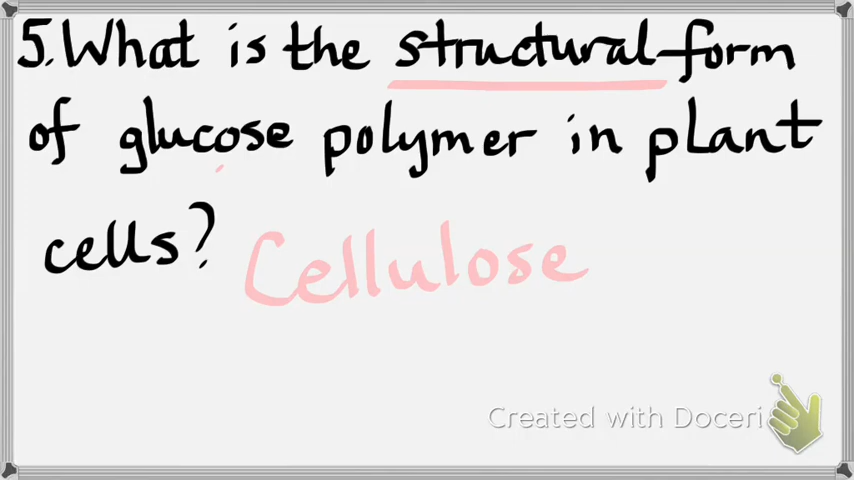 5. What is the structural form
of glucose polymer in plant
cells? Cellulose
Created with Doceri